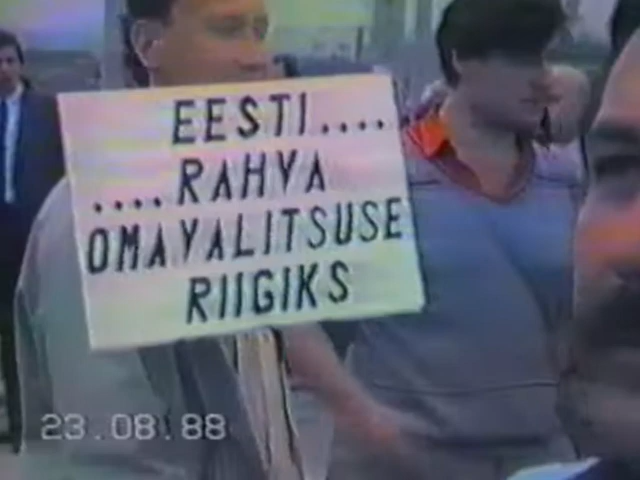 EESTI....
....RAHVA
OMAVALITSUSE
RIIGIKS
23.08.88